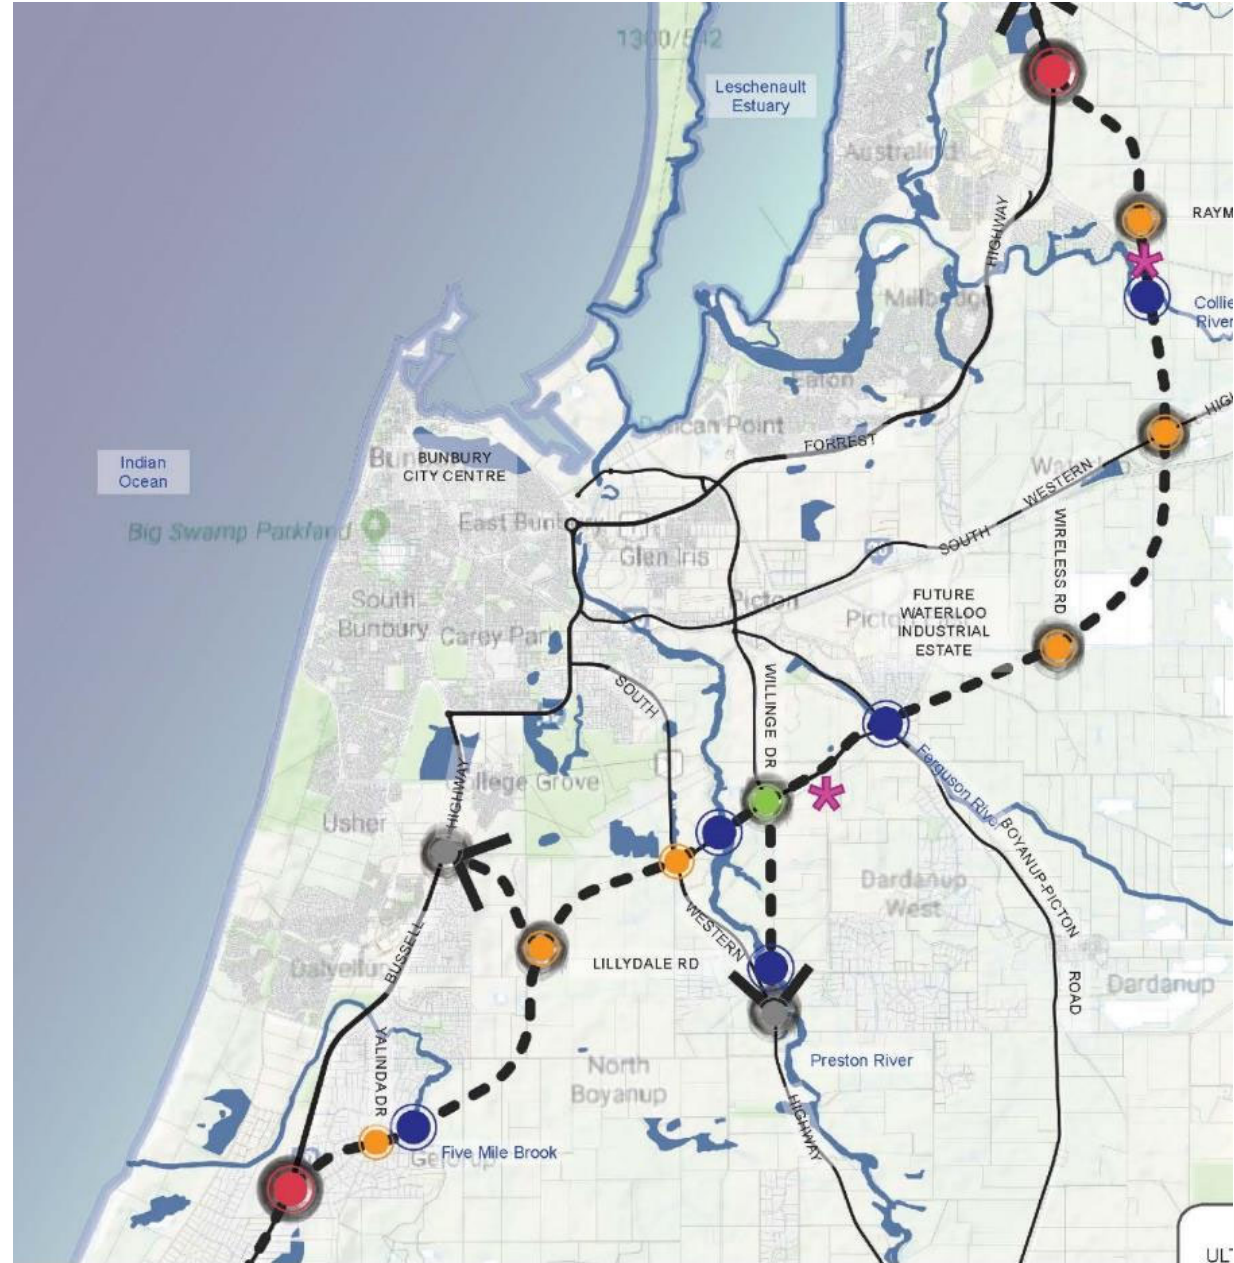 1300/542
Leschenault
Estuary
Australind
HIGHWAY
RAYM
Collie
River
Millbridge
Eaton
Pelican Point
FORREST
HIGH
Waterloo
WESTERN
SOUTH
WIRELESS RD
Indian
Ocean
BUNBURY
CITY CENTRE
Big Swamp Parkland
East Bunbury
Glen Iris
South
Bunbury
Carey Park
Picton
FUTURE
WATERLOO
INDUSTRIAL
ESTATE
SOUTH
WILLINGE DR
HIGHWAY
College Grove
Usher
Ferguson River
BOYANUP-PICTON
ROAD
Dardanup
West
Dardanup
WESTERN
LILLYDALE RD
BUSSELL
Dalyellup
YALINDA DR
North
Boyanup
Preston River
HIGHWAY
Five Mile Brook
Gelorup
ULT